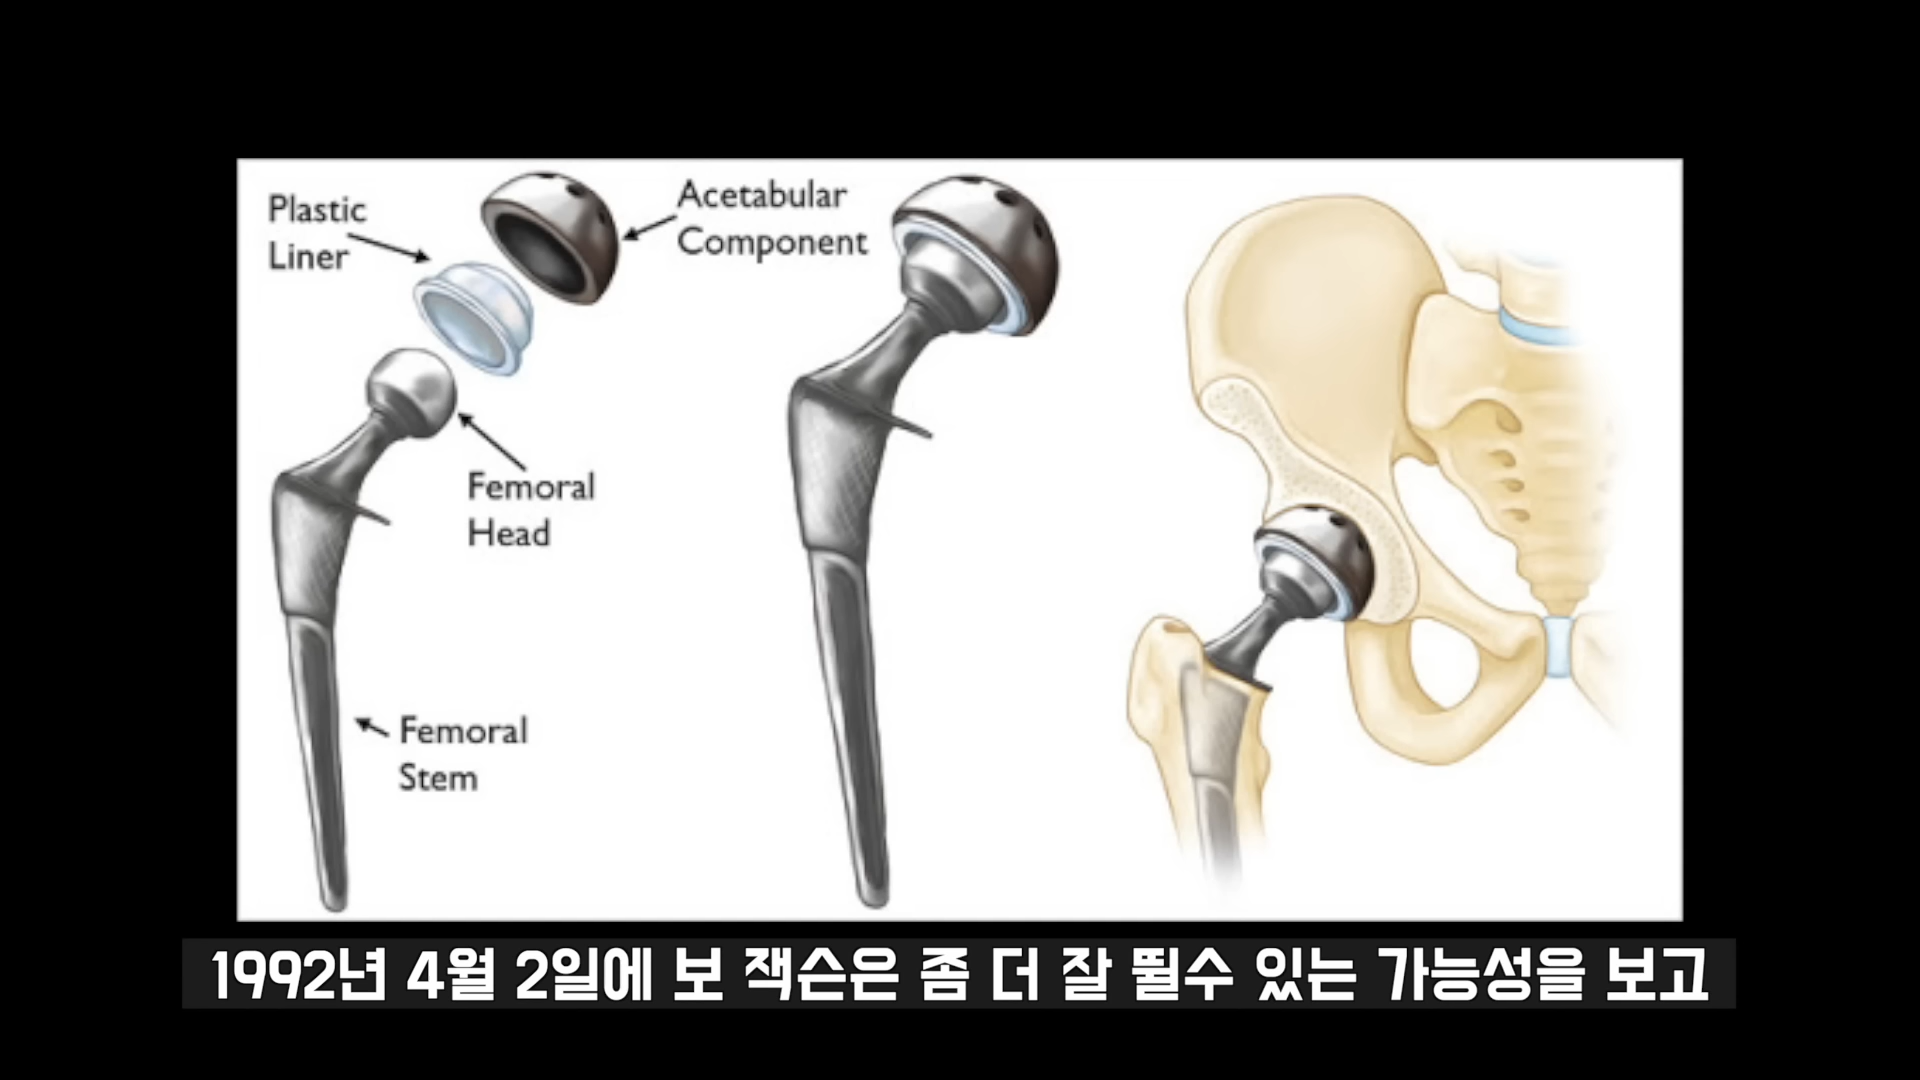 Plastic
Liner
Acetabular
Component
Femoral
Head
Femoral
Stem
1992년 4월 2일에 보 잭슨은 좀 더 잘 뛸수 있는 가능성을 보고